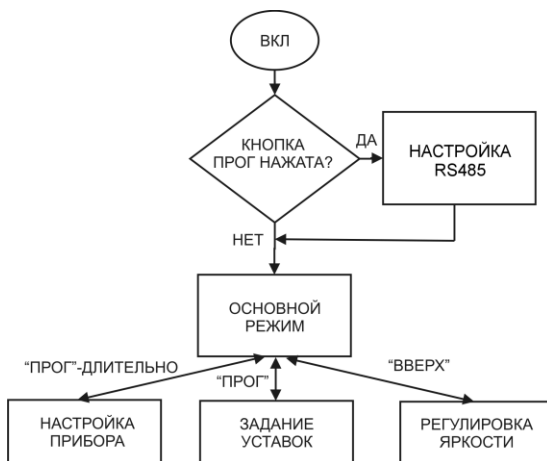 ВКЛ
КНОПКА
ПРОГ НАЖАТА?
ДА
НАСТРОЙКА
RS485
НЕТ
ОСНОВНОЙ
РЕЖИМ
“ПРОГ”-ДЛИТЕЛЬНО
“ПРОГ”
“ВВЕРХ”
НАСТРОЙКА
ПРИБОРА
ЗАДАНИЕ
УСТАВОК
РЕГУЛИРОВКА
ЯРКОСТИ